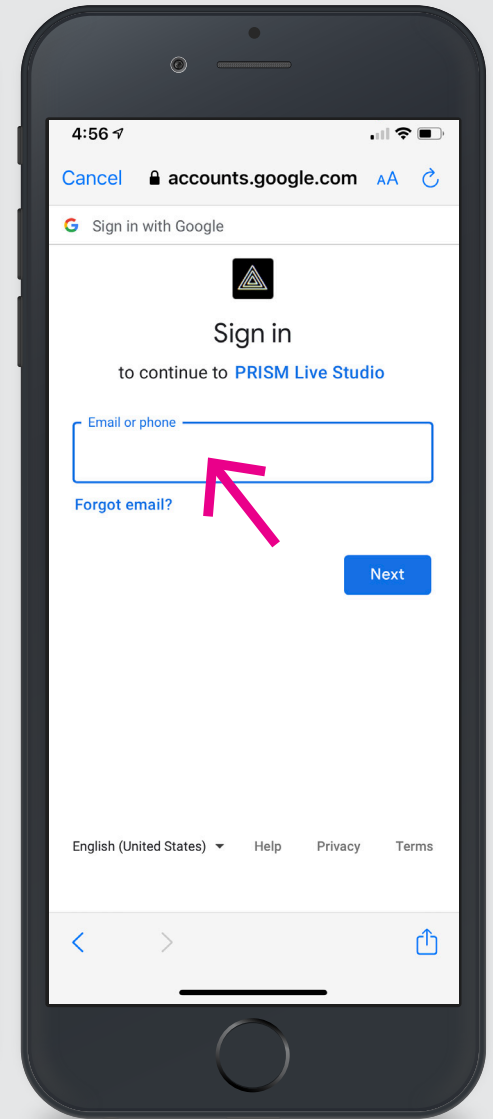 4:56
Cancel accounts.google.com AA
G Sign in with Google
Sign in
to continue to PRISM Live Studio
Email or phone
Forgot email?
Next
English (United States) Help Privacy Terms